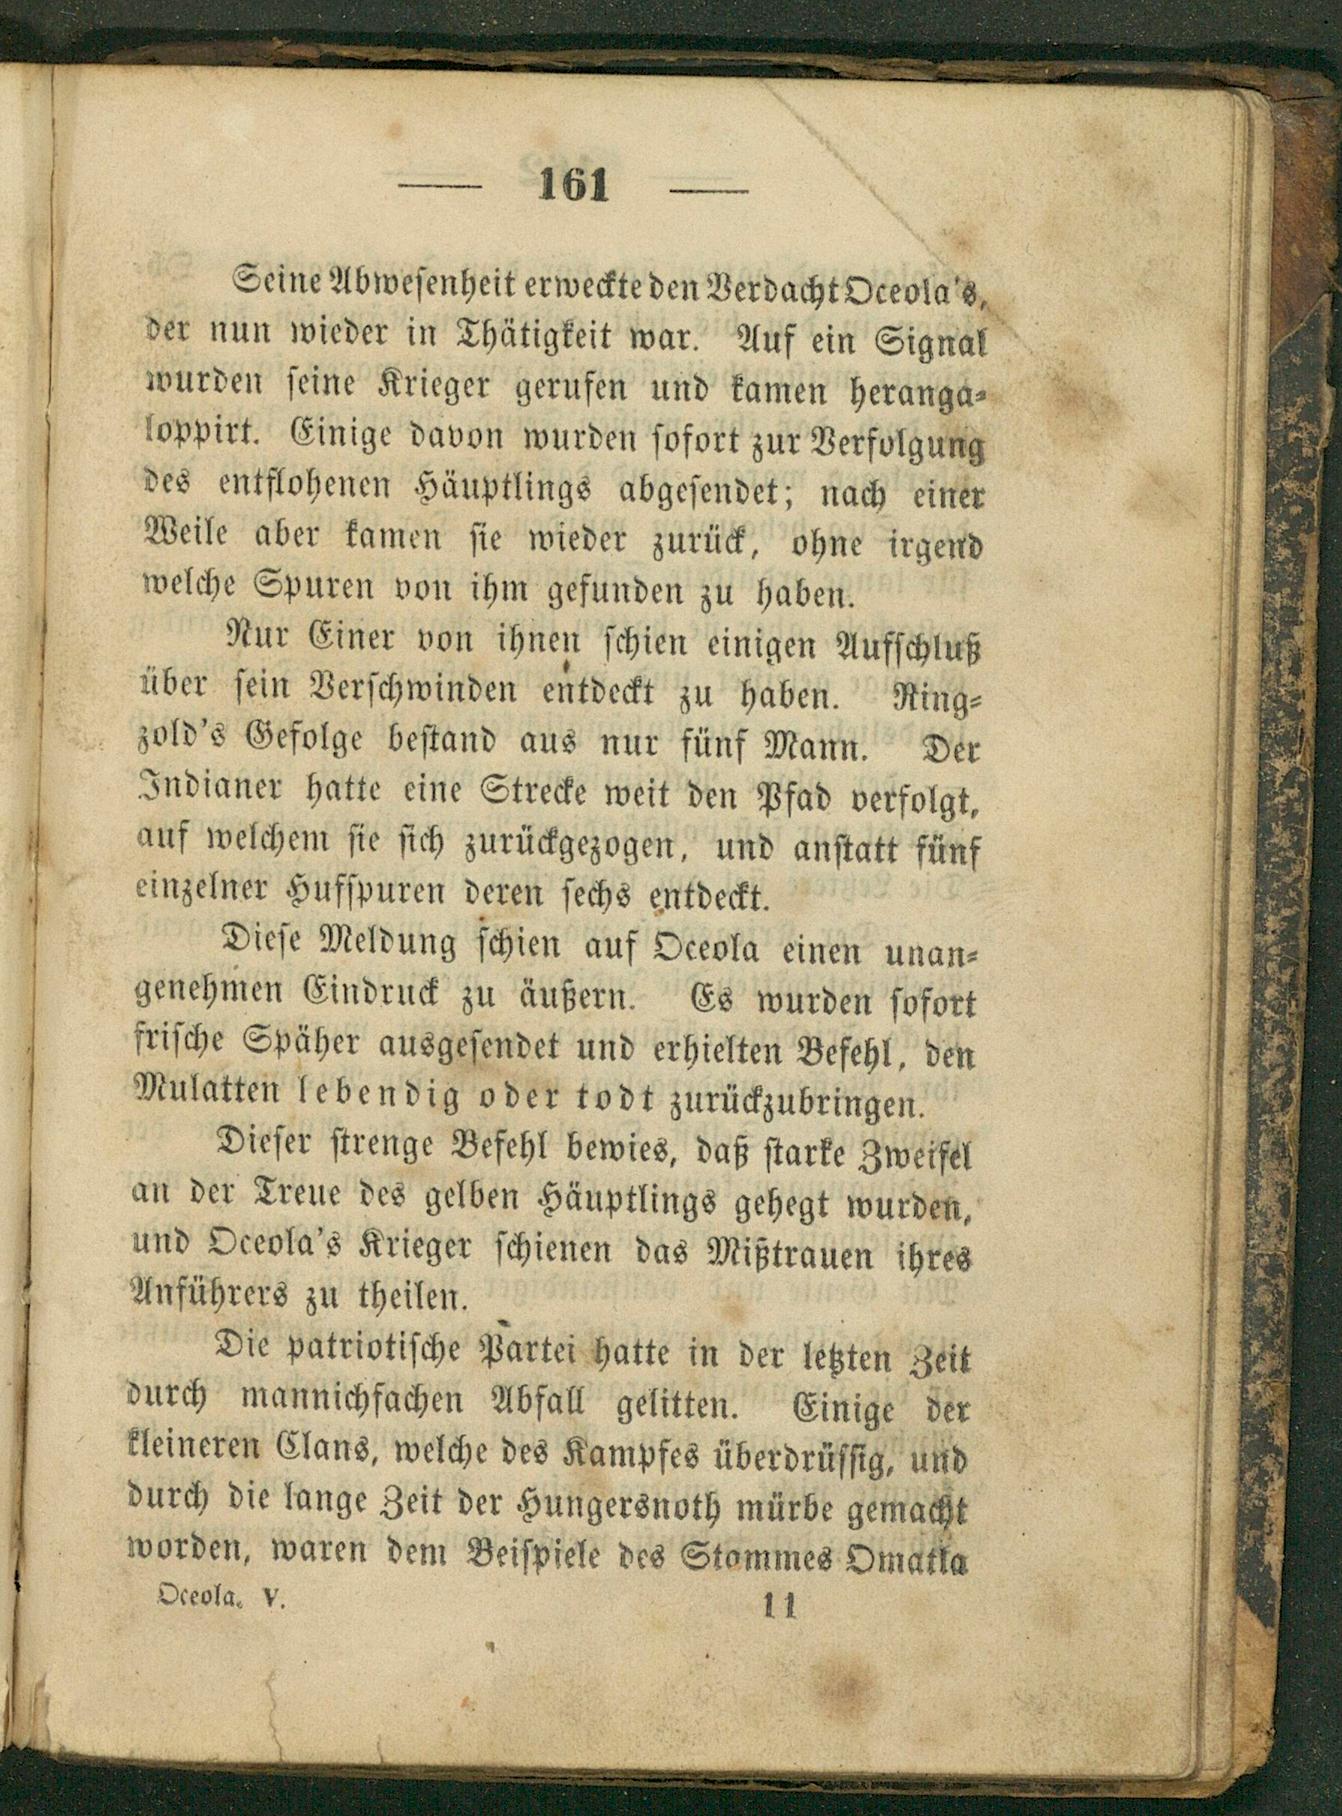 — 161 —
Seine Abwesenheit erweckte den Verdacht Oceola's,
der nun wieder in Thätigkeit war. Auf ein Signal
wurden seine Krieger gerufen und kamen heranga-
loppirt. Einige davon wurden sofort zur Verfolgung
des entflohenen Häuptlings abgesendet; nach einer
Weile aber kamen sie wieder zurück, ohne irgend
welche Spuren von ihm gefunden zu haben.
Nur Einer von ihnen schien einigen Aufschluß
über sein Verschwinden entdeckt zu haben. Ring-
zold's Gefolge bestand aus nur fünf Mann. Der
Indianer hatte eine Strecke weit den Pfad verfolgt,
auf welchem sie sich zurückgezogen, und anstatt fünf
einzelner Hufspuren deren sechs entdeckt.
Diese Meldung schien auf Oceola einen unan-
genehmen Eindruck zu äußern. Es wurden sofort
frische Späher ausgesendet und erhielten Befehl, den
Mulatten lebendig oder todt zurückzubringen.
Dieser strenge Befehl bewies, daß starke Zweifel
an der Treue des gelben Häuptlings gehegt wurden,
und Oceola's Krieger schienen das Mißtrauen ihres
Anführers zu theilen.
Die patriotische Partei hatte in der letzten Zeit
durch mannichfachen Abfall gelitten. Einige der
kleineren Clans, welche des Kampfes überdrüssig, und
durch die lange Zeit der Hungersnoth mürbe gemacht
worden, waren dem Beispiele des Stammes Omatla
Oceola. V. 11